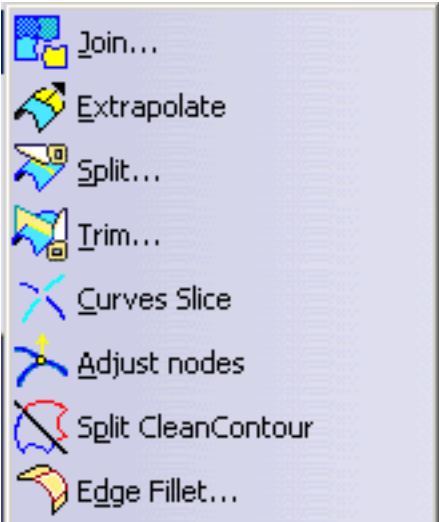 Join...
Extrapolate
Split...
Trim...
Curves Slice
Adjust nodes
Split CleanContour
Edge Fillet...